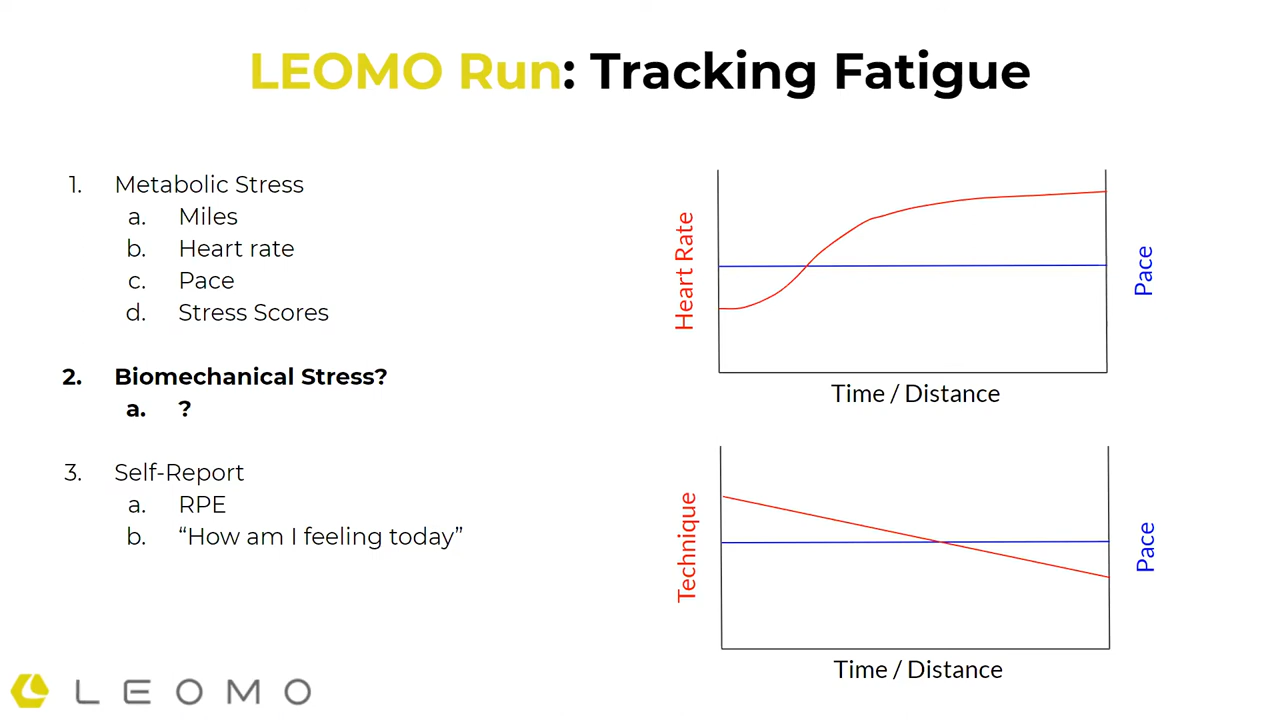 LEOMO Run: Tracking Fatigue
1. Metabolic Stress
a. Miles
b. Heart rate
c. Pace
d. Stress Scores
2. Biomechanical Stress?
a. ?
3. Self-Report
a. RPE
b. “How am I feeling today”
Heart Rate
Pace
Time / Distance
Technique
Pace
Time / Distance
LEOMO